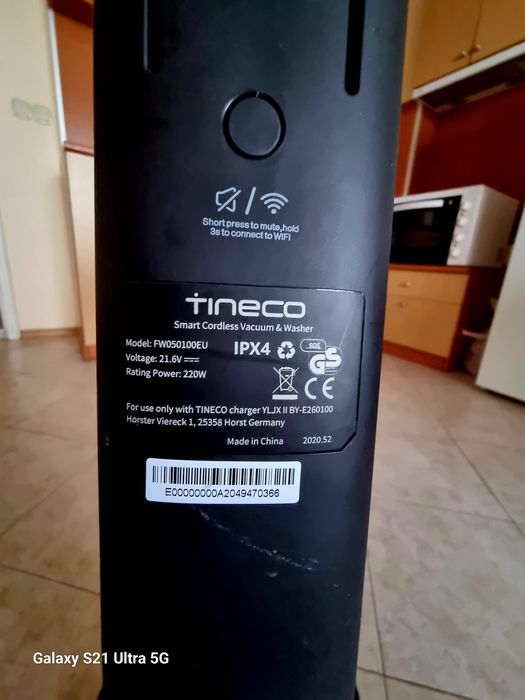 Short press to mute,hold
3s to connect to WiFi
TINECO
Smart Cordless Vacuum & Washer
Model: FW050100EU
Voltage: 21.6V⎓
Rating Power: 220W
IPX4
SGS
GS
CE
For use only with TINECO charger YLJX II BY-E260100
Horster Viereck 1, 25358 Horst Germany
Made in China 2020.52
E00000000A2049470366
Galaxy S21 Ultra 5G